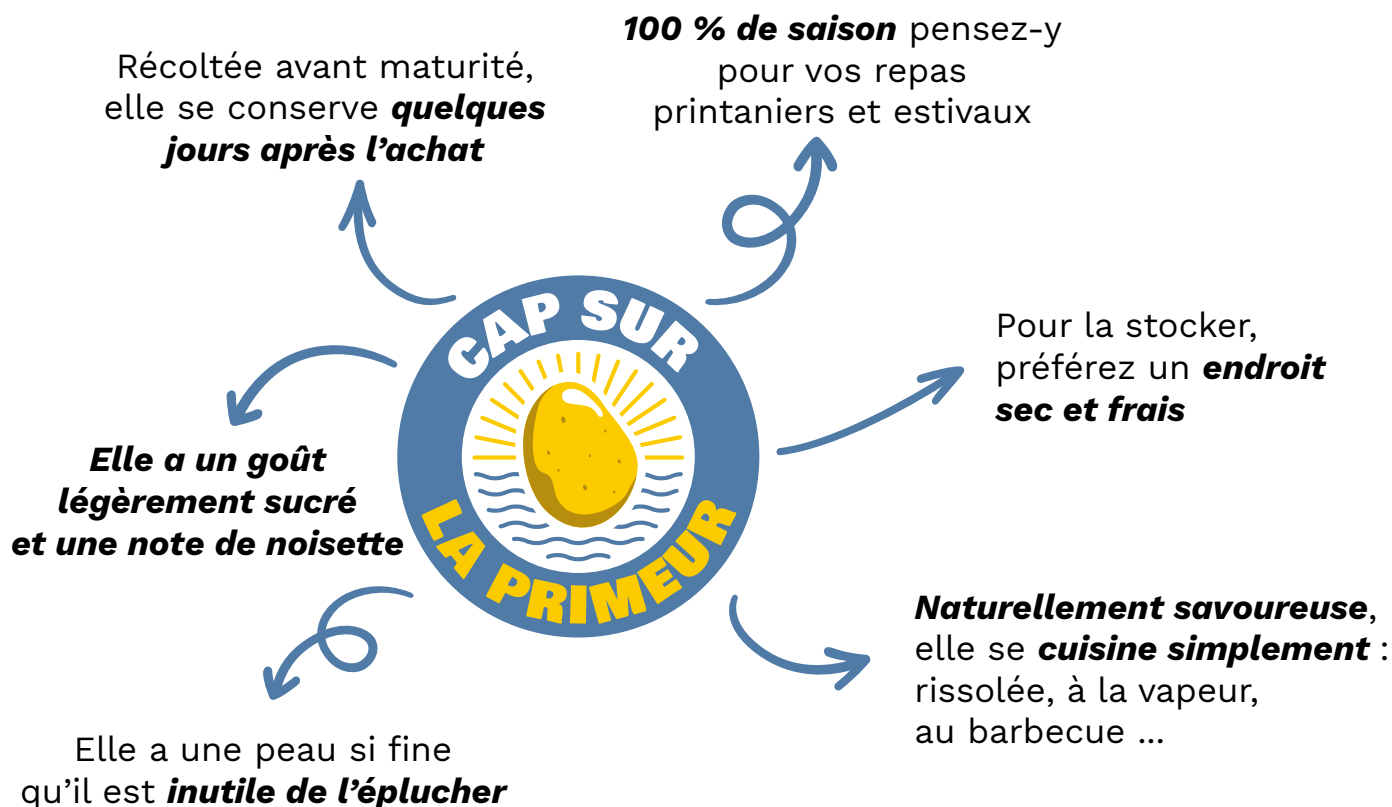 Récoltée avant maturité,
elle se conserve quelques
jours après l'achat
100 % de saison pensez-y
pour vos repas
printaniers et estivaux
CAP SUR
LA PRIMEUR
Pour la stocker,
préférez un endroit
sec et frais
Elle a un goût
légèrement sucré
et une note de noisette
Naturellement savoureuse,
elle se cuisine simplement :
rissolée, à la vapeur,
au barbecue ...
Elle a une peau si fine
qu'il est inutile de l'éplucher